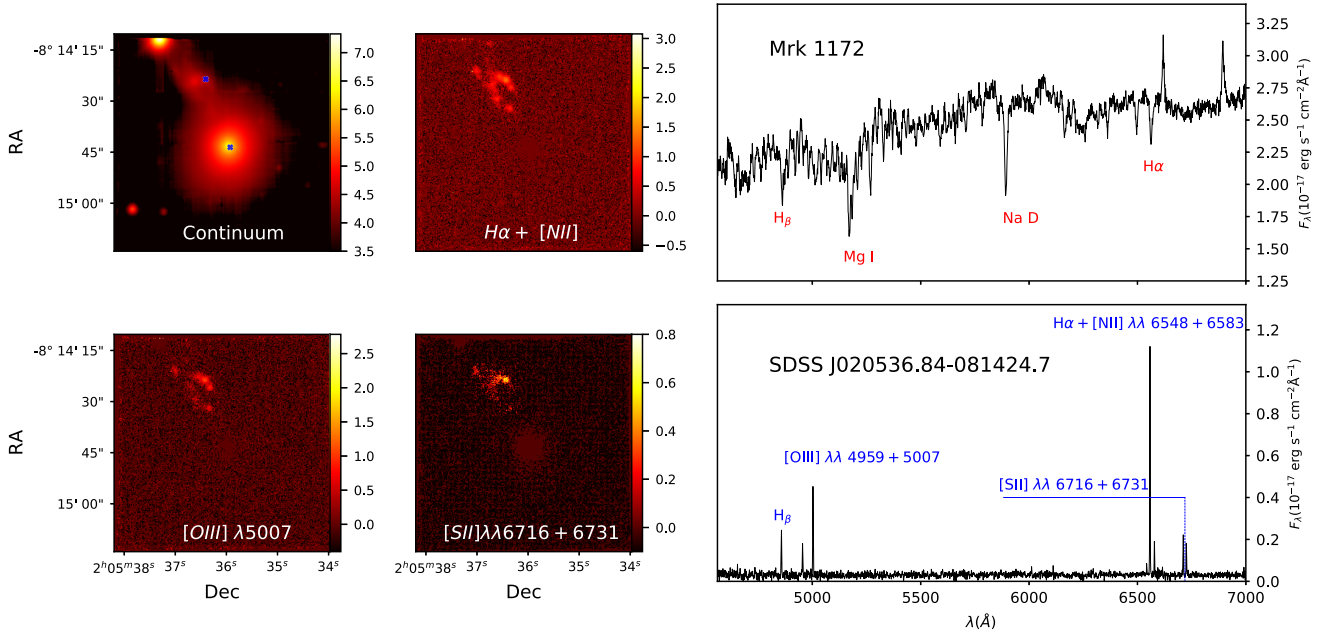 -8° 14' 15"
30"
45"
15' 00"
RA
Continuum
7.0
6.5
6.0
5.5
5.0
4.5
4.0
3.5
Hα + [NII]
3.0
2.5
2.0
1.5
1.0
0.5
0.0
−0.5
Mrk 1172
Hβ
Mg I
Na D
Hα
3.25
3.00
2.75
2.50
2.25
2.00
1.75
1.50
1.25
Fλ(10⁻¹⁷ erg s⁻¹ cm⁻²Å⁻¹)
-8° 14' 15"
30"
45"
15' 00"
RA
[OIII] λ5007
2ʰ05ᵐ38ˢ
37ˢ
36ˢ
35ˢ
34ˢ
Dec
2.5
2.0
1.5
1.0
0.5
0.0
[SII]λλ6716 + 6731
2ʰ05ᵐ38ˢ
37ˢ
36ˢ
35ˢ
34ˢ
Dec
0.8
0.6
0.4
0.2
0.0
Hα + [NII] λλ 6548 + 6583
SDSS J020536.84-081424.7
[OIII] λλ 4959 + 5007
[SII] λλ 6716 + 6731
Hβ
1.2
1.0
0.8
0.6
0.4
0.2
0.0
Fλ(10⁻¹⁷ erg s⁻¹ cm⁻²Å⁻¹)
5000
5500
6000
6500
7000
λ(Å)